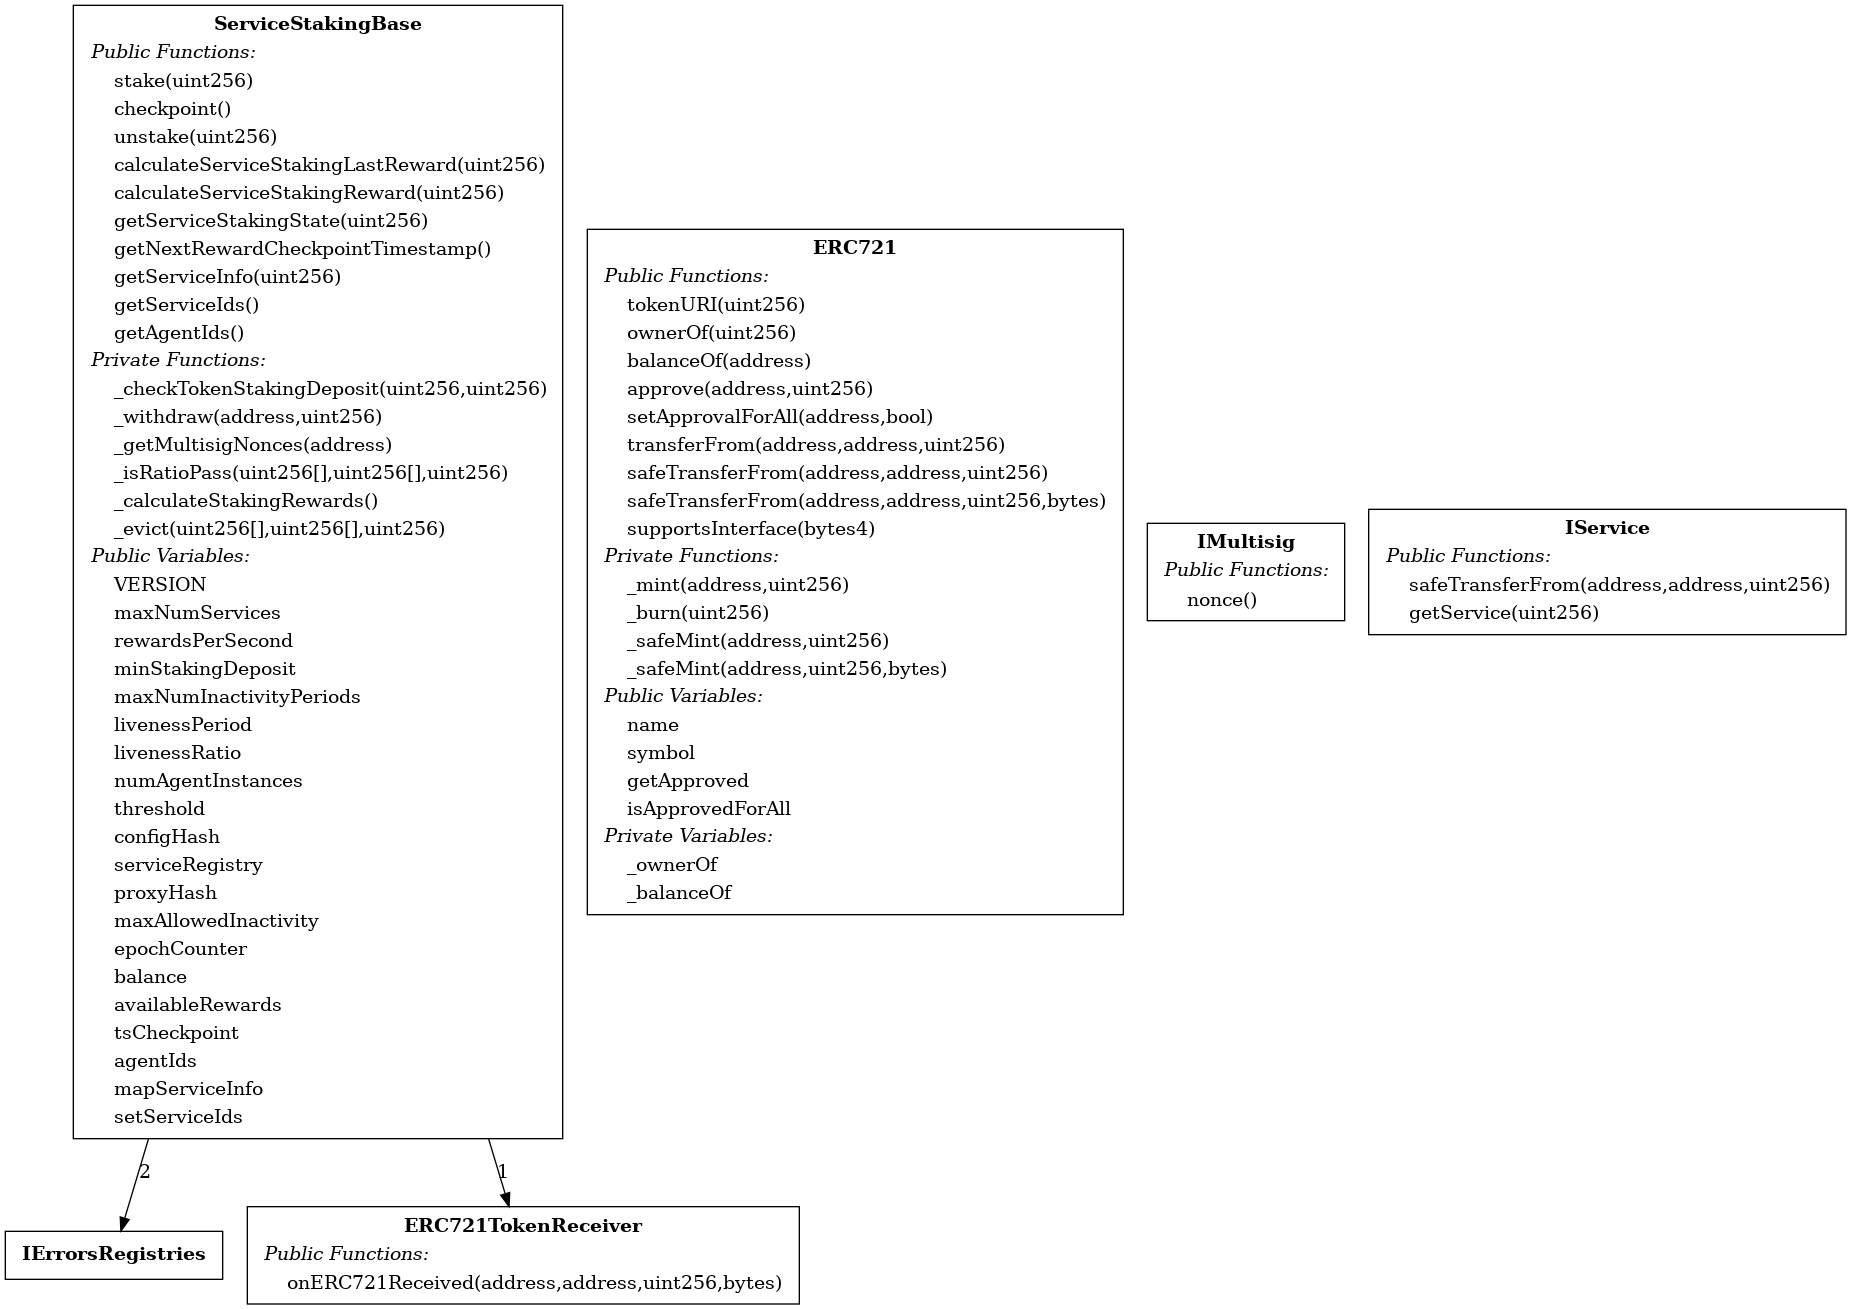 ServiceStakingBase
Public Functions:
stake(uint256)
checkpoint()
unstake(uint256)
calculateServiceStakingLastReward(uint256)
calculateServiceStakingReward(uint256)
getServiceStakingState(uint256)
getNextRewardCheckpointTimestamp()
getServiceInfo(uint256)
getServiceIds()
getAgentIds()
Private Functions:
_checkTokenStakingDeposit(uint256,uint256)
_withdraw(address,uint256)
_getMultisigNonces(address)
_isRatioPass(uint256[],uint256[],uint256)
_calculateStakingRewards()
_evict(uint256[],uint256[],uint256)
Public Variables:
VERSION
maxNumServices
rewardsPerSecond
minStakingDeposit
maxNumInactivityPeriods
livenessPeriod
livenessRatio
numAgentInstances
threshold
configHash
serviceRegistry
proxyHash
maxAllowedInactivity
epochCounter
balance
availableRewards
tsCheckpoint
agentIds
mapServiceInfo
setServiceIds
ERC721
Public Functions:
tokenURI(uint256)
ownerOf(uint256)
balanceOf(address)
approve(address,uint256)
setApprovalForAll(address,bool)
transferFrom(address,address,uint256)
safeTransferFrom(address,address,uint256)
safeTransferFrom(address,address,uint256,bytes)
supportsInterface(bytes4)
Private Functions:
_mint(address,uint256)
_burn(uint256)
_safeMint(address,uint256)
_safeMint(address,uint256,bytes)
Public Variables:
name
symbol
getApproved
isApprovedForAll
Private Variables:
_ownerOf
_balanceOf
IMultisig
Public Functions:
nonce()
IService
Public Functions:
safeTransferFrom(address,address,uint256)
getService(uint256)
2
1
IErrorsRegistries
ERC721TokenReceiver
Public Functions:
onERC721Received(address,address,uint256,bytes)